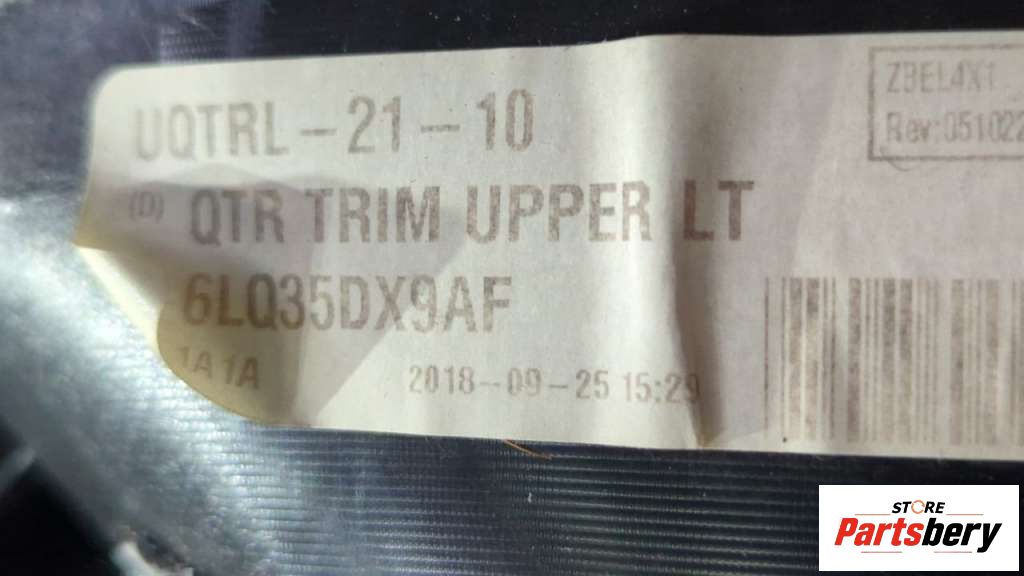 UQTRL-21-10
ZBEL4X1
Rev:051022
(D) QTR TRIM UPPER LT
6LQ35DX9AF
1A 1A
2018-09-25 15:29
STORE
Partsbery